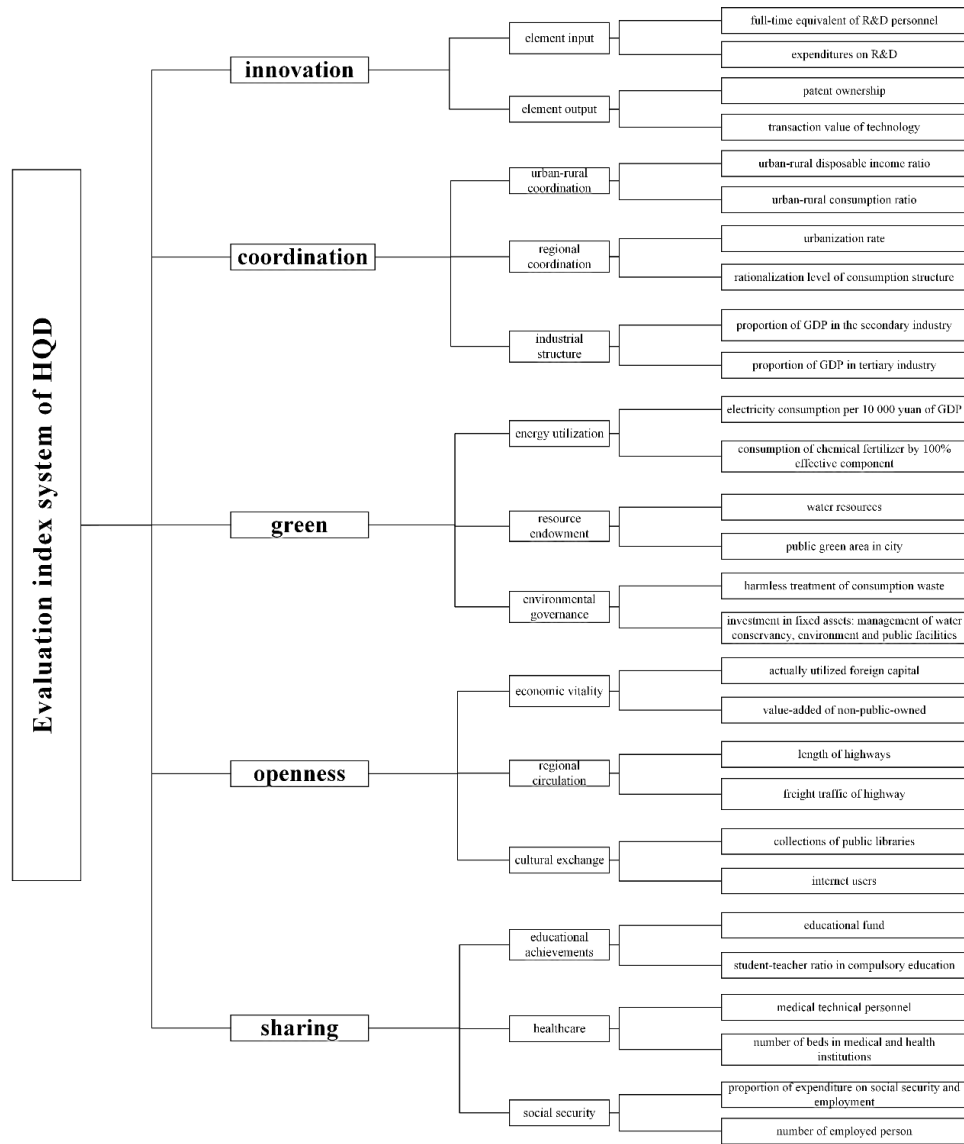 Evaluation index system of HQD
innovation
element input
full-time equivalent of R&D personnel
expenditures on R&D
element output
patent ownership
transaction value of technology
coordination
urban-rural
coordination
urban-rural disposable income ratio
urban-rural consumption ratio
regional
coordination
urbanization rate
rationalization level of consumption structure
industrial
structure
proportion of GDP in the secondary industry
proportion of GDP in tertiary industry
green
energy utilization
electricity consumption per 10 000 yuan of GDP
consumption of chemical fertilizer by 100%
effective component
resource
endowment
water resources
public green area in city
environmental
governance
harmless treatment of consumption waste
investment in fixed assets: management of water
conservancy, environment and public facilities
openness
economic vitality
actually utilized foreign capital
value-added of non-public-owned
regional
circulation
length of highways
freight traffic of highway
cultural exchange
collections of public libraries
internet users
sharing
educational
achievements
educational fund
student-teacher ratio in compulsory education
healthcare
medical technical personnel
number of beds in medical and health
institutions
social security
proportion of expenditure on social security and
employment
number of employed person